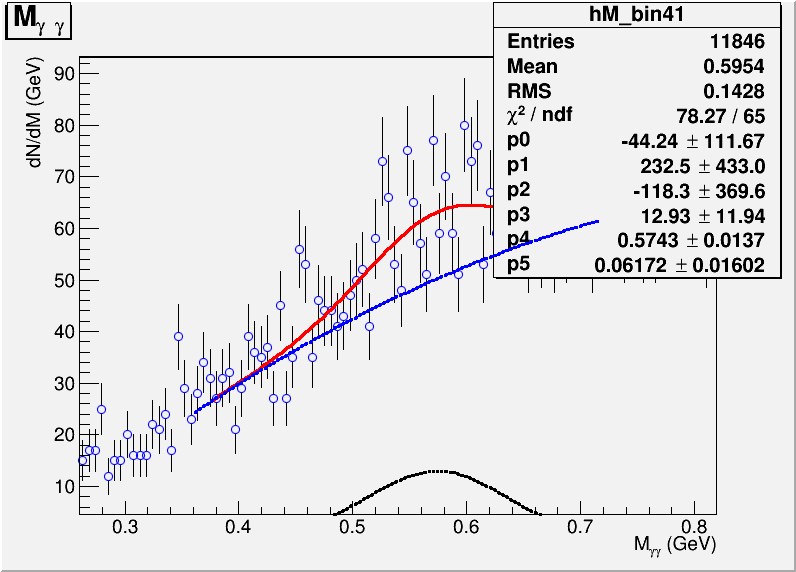 Mγ γ
hM_bin41
Entries 11846
Mean 0.5954
RMS 0.1428
χ² / ndf 78.27 / 65
p0 -44.24 ± 111.67
p1 232.5 ± 433.0
p2 -118.3 ± 369.6
p3 12.93 ± 11.94
p4 0.5743 ± 0.0137
p5 0.06172 ± 0.01602
dN/dM (GeV)
90
80
70
60
50
40
30
20
10
0.3 0.4 0.5 0.6 0.7 0.8
Mγγ (GeV)